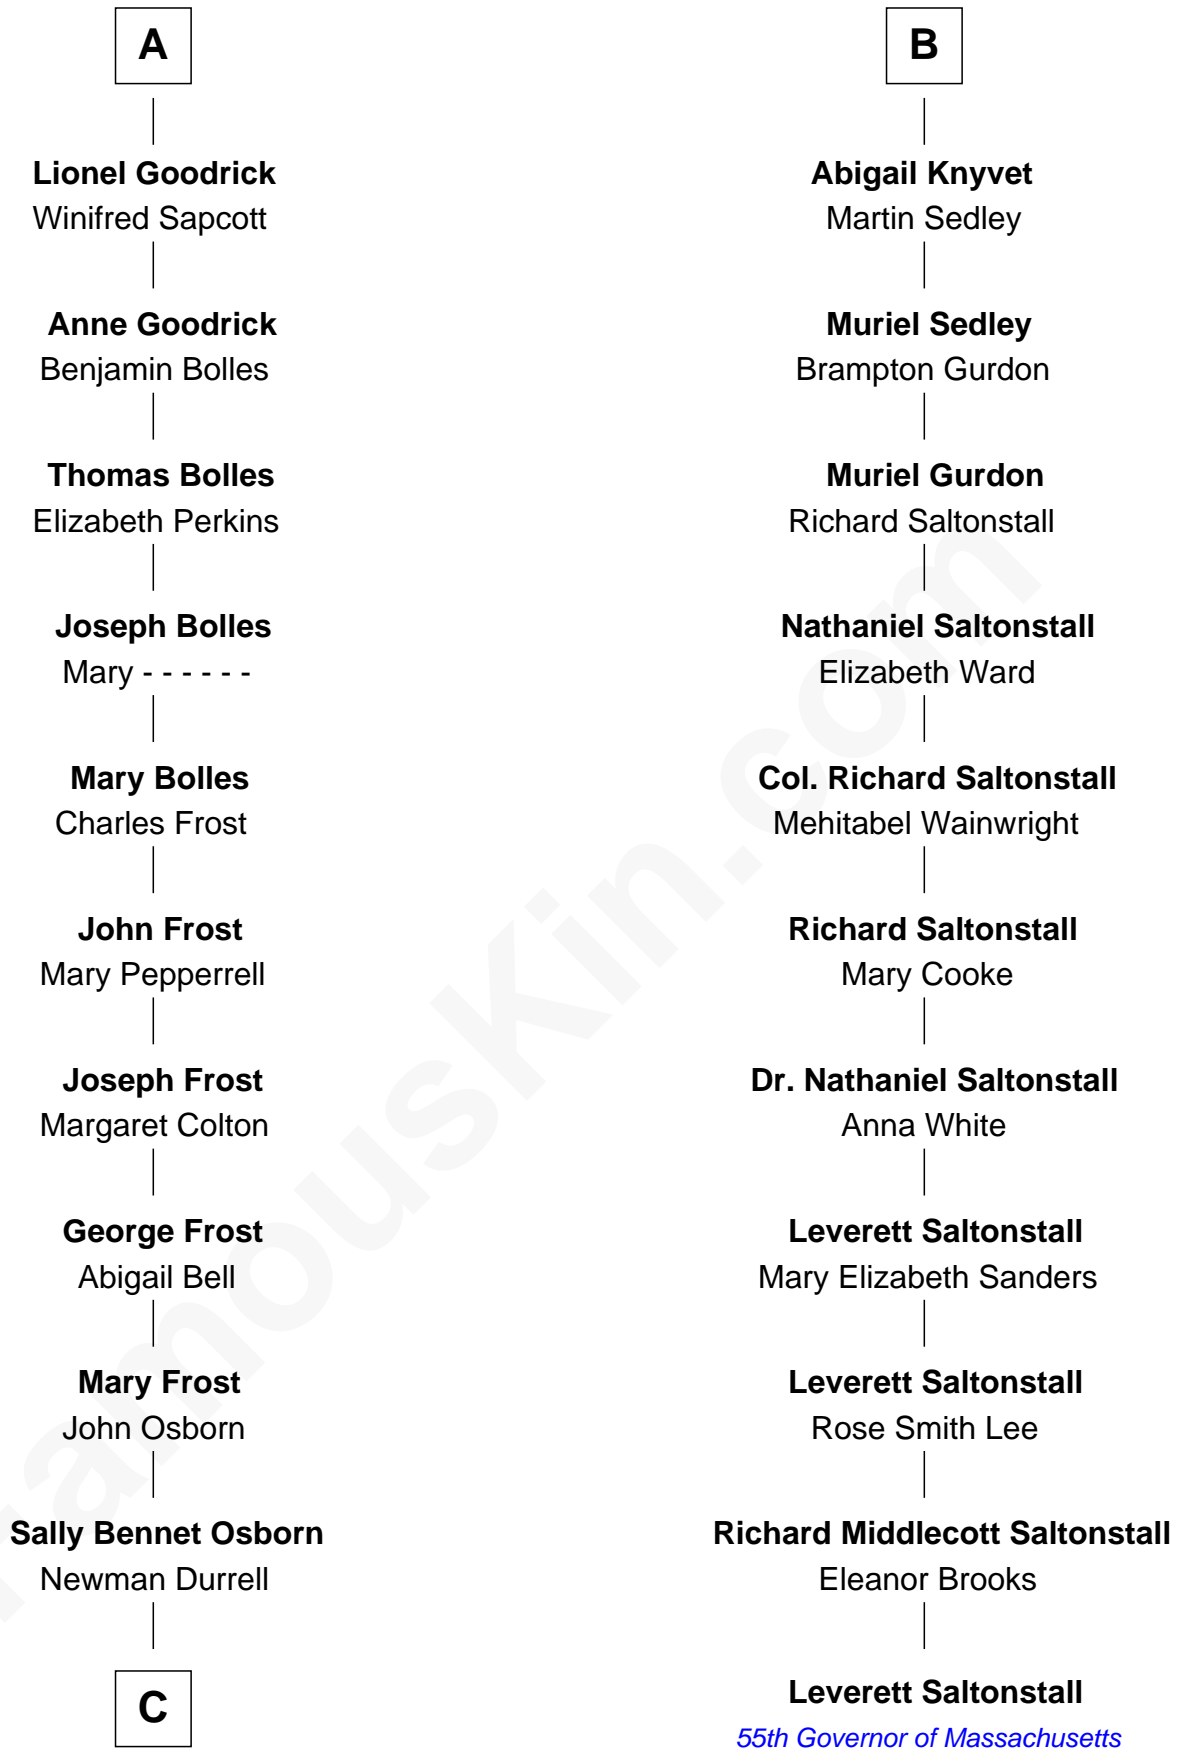 A
Lionel Goodrick
Winifred Sapcott
Anne Goodrick
Benjamin Bolles
Thomas Bolles
Elizabeth Perkins
Joseph Bolles
Mary - - - - - -
Mary Bolles
Charles Frost
John Frost
Mary Pepperrell
Joseph Frost
Margaret Colton
George Frost
Abigail Bell
Mary Frost
John Osborn
Sally Bennet Osborn
Newman Durrell
C
B
Abigail Knyvet
Martin Sedley
Muriel Sedley
Brampton Gurdon
Muriel Gurdon
Richard Saltonstall
Nathaniel Saltonstall
Elizabeth Ward
Col. Richard Saltonstall
Mehitabel Wainwright
Richard Saltonstall
Mary Cooke
Dr. Nathaniel Saltonstall
Anna White
Leverett Saltonstall
Mary Elizabeth Sanders
Leverett Saltonstall
Rose Smith Lee
Richard Middlecott Saltonstall
Eleanor Brooks
Leverett Saltonstall
55th Governor of Massachusetts
FamousKin.com